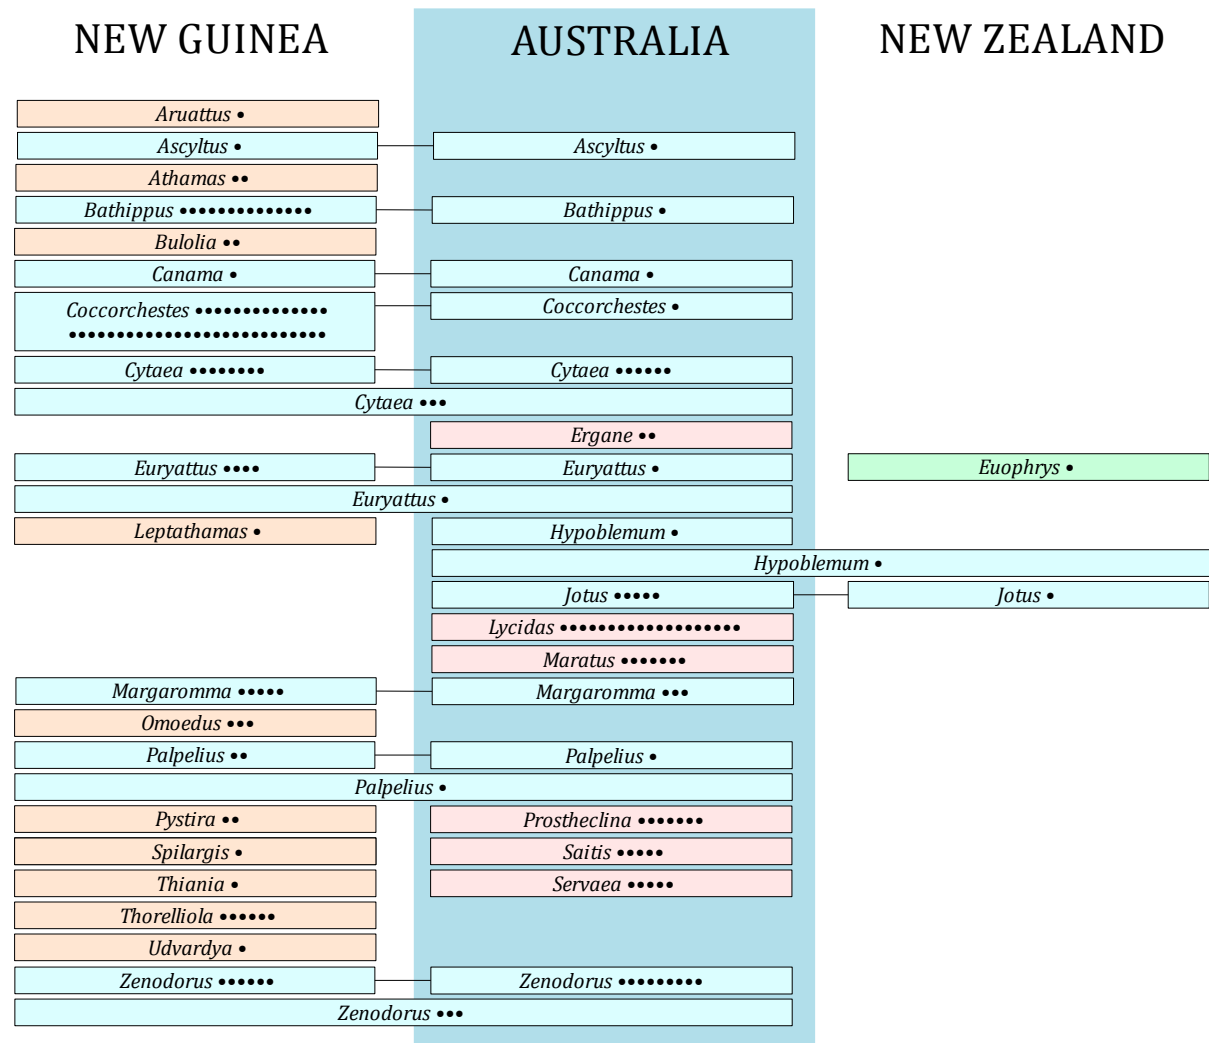 NEW GUINEA
AUSTRALIA
NEW ZEALAND
Aruattus •
Ascyltus •
Ascyltus •
Athamas ••
Bathippus ••••••••••••••
Bathippus •
Bulolia ••
Canama •
Canama •
Coccorchestes ••••••••••••••
•••••••••••••••••••••••••••
Coccorchestes •
Cytaea ••••••••
Cytaea ••••••
Cytaea •••
Ergane ••
Euryattus ••••
Euryattus •
Euophrys •
Euryattus •
Leptathamas •
Hypoblemum •
Hypoblemum •
Jotus •••••
Jotus •
Lycidas •••••••••••••••••••
Maratus •••••••
Margaromma •••••
Margaromma •••
Omoedus •••
Palpelius ••
Palpelius •
Palpelius •
Pystira ••
Prostheclina •••••••
Spilargis •
Saitis •••••
Thiania •
Servaea •••••
Thorelliola ••••••
Udvardya •
Zenodorus ••••••
Zenodorus •••••••••
Zenodorus •••